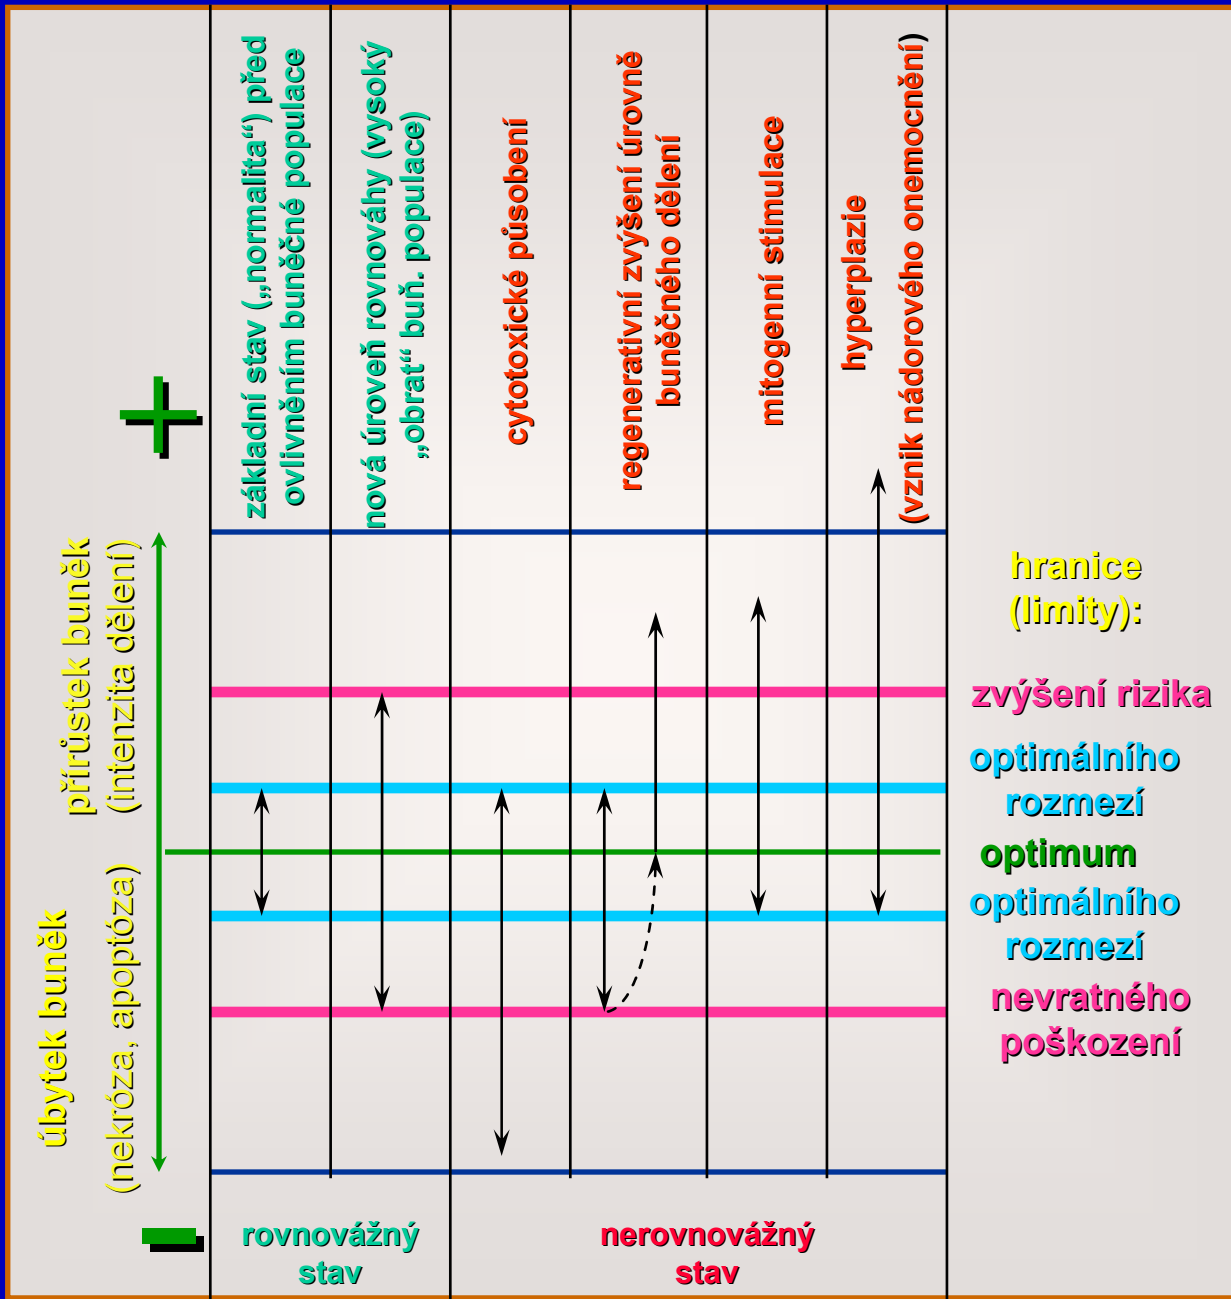 základní stav („normalita“) před
ovlivněním buněčné populace
nová úroveň rovnováhy (vysoký
„obrat“ buň. populace)
cytotoxické působení
regenerativní zvýšení úrovně
buněčného dělení
mitogenní stimulace
hyperplazie
(vznik nádorového onemocnění)
+
přírůstek buněk
(intenzita dělení)
úbytek buněk
(nekróza, apoptóza)
hranice
(limity):
zvýšení rizika
optimálního
rozmezí
optimum
optimálního
rozmezí
nevratného
poškození
rovnovážný
stav
nerovnovážný
stav